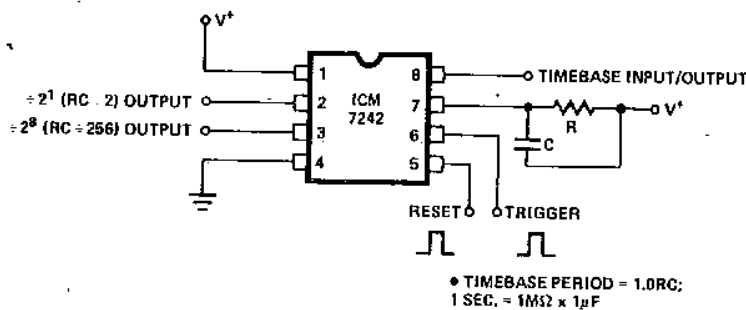 V⁺
1
8
TIMEBASE INPUT/OUTPUT
÷2¹ (RC ÷ 2) OUTPUT
2
ICM
7242
7
V⁺
R
÷2⁸ (RC ÷ 256) OUTPUT
3
6
C
4
5
RESET
TRIGGER
● TIMEBASE PERIOD = 1.0RC;
1 SEC. = 1MΩ x 1µF